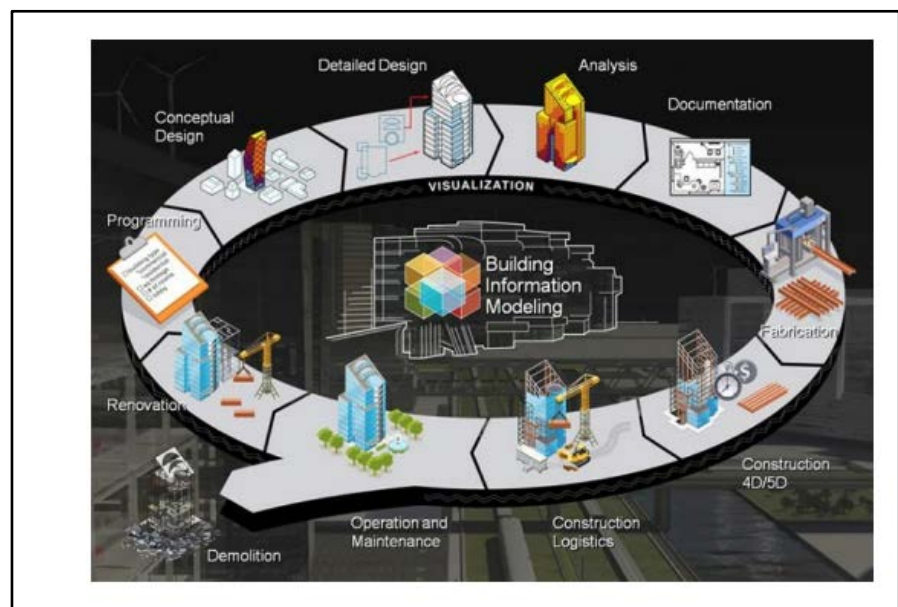 Detailed Design
Analysis
Conceptual
Design
Documentation
VISUALIZATION
Programming
Building
Information
Modeling
Fabrication
Renovation
$
Construction
4D/5D
Operation and
Maintenance
Construction
Logistics
Demolition